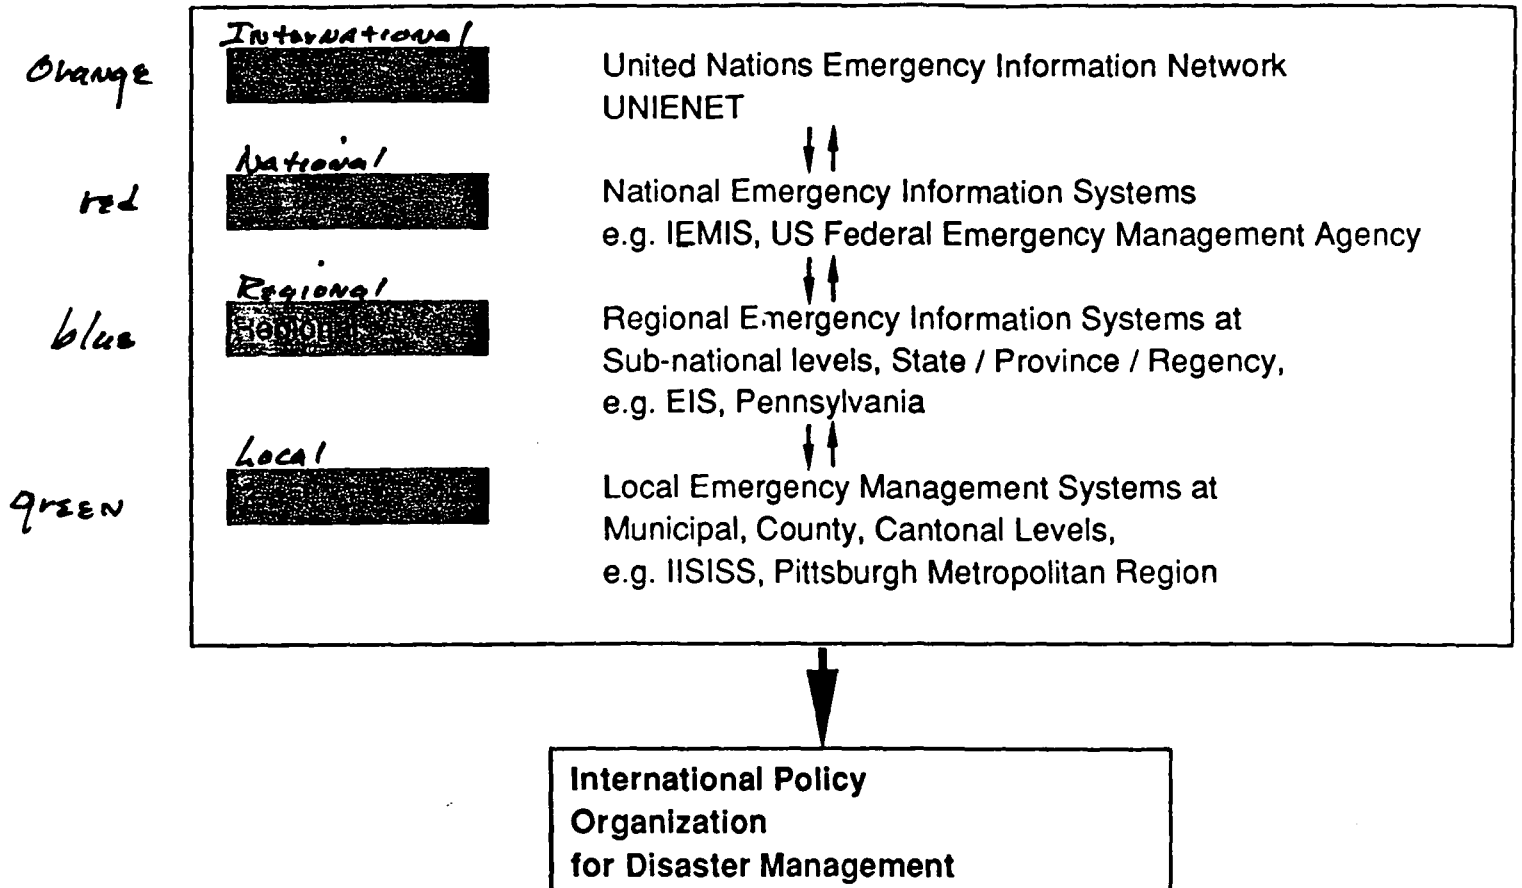 International
Orange
United Nations Emergency Information Network
UNIENET
National
red
National Emergency Information Systems
e.g. IEMIS, US Federal Emergency Management Agency
Regional
blue
Regional
Regional Emergency Information Systems at
Sub-national levels, State / Province / Regency,
e.g. EIS, Pennsylvania
Local
green
Local Emergency Management Systems at
Municipal, County, Cantonal Levels,
e.g. IISISS, Pittsburgh Metropolitan Region
International Policy
Organization
for Disaster Management